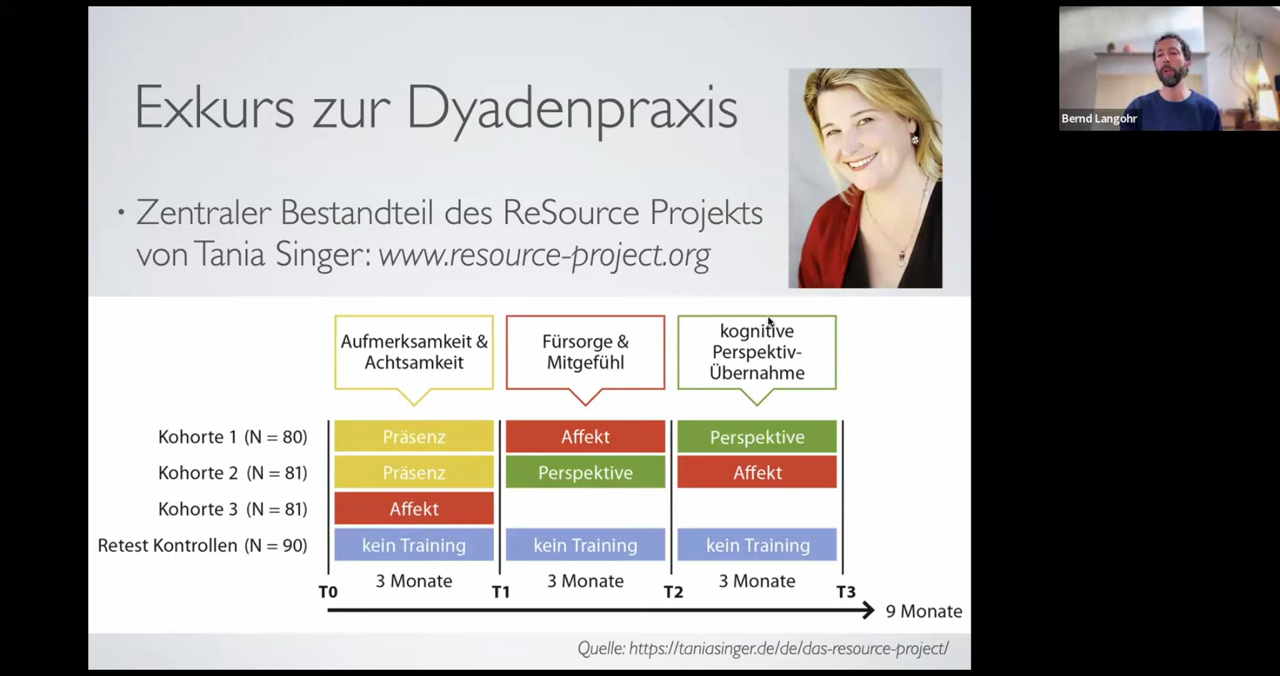 Exkurs zur Dyadenpraxis
• Zentraler Bestandteil des ReSource Projekts
von Tania Singer: www.resource-project.org
Bernd Langohr
Aufmerksamkeit &
Achtsamkeit
Fürsorge &
Mitgefühl
kognitive
Perspektiv-
Übernahme
Kohorte 1 (N = 80) Präsenz Affekt Perspektive
Kohorte 2 (N = 81) Präsenz Perspektive Affekt
Kohorte 3 (N = 81) Affekt
Retest Kontrollen (N = 90) kein Training kein Training kein Training
3 Monate 3 Monate 3 Monate
T0 T1 T2 T3
9 Monate
Quelle: https://taniasinger.de/de/das-resource-project/